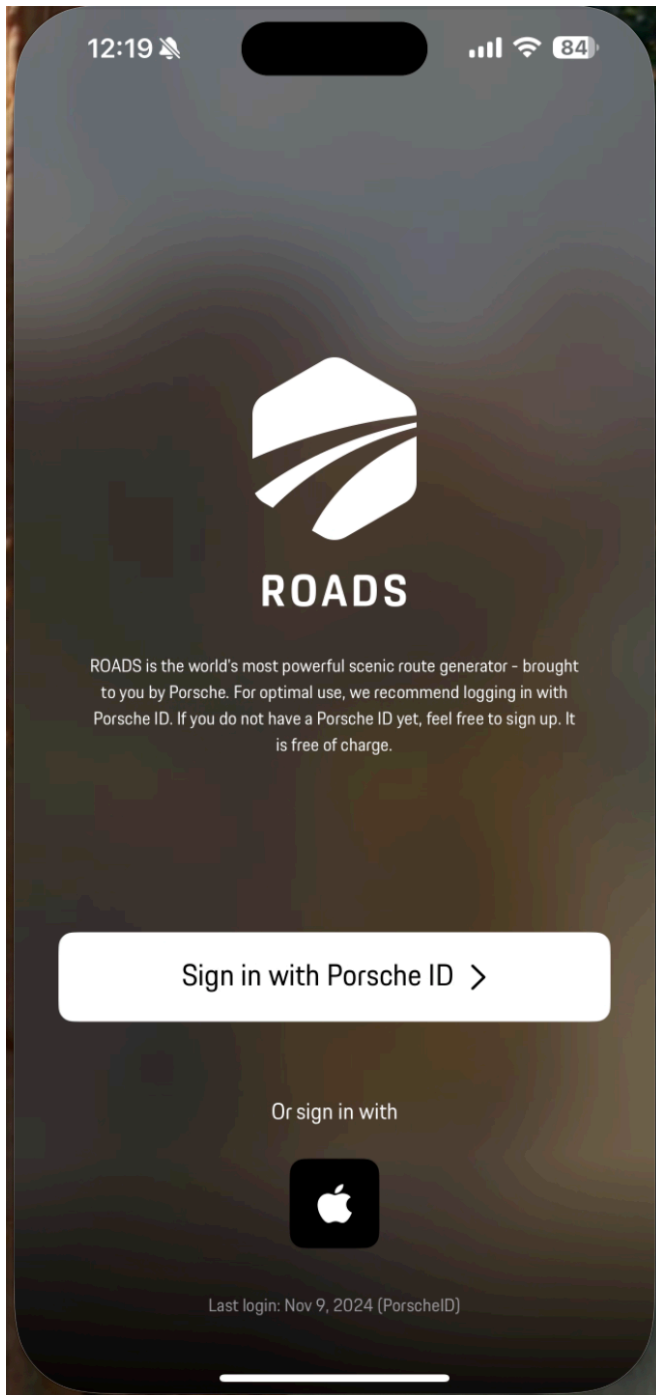 12:19 84
ROADS
ROADS is the world's most powerful scenic route generator - brought
to you by Porsche. For optimal use, we recommend logging in with
Porsche ID. If you do not have a Porsche ID yet, feel free to sign up. It
is free of charge.
Sign in with Porsche ID
Or sign in with
Last login: Nov 9, 2024 (PorscheID)